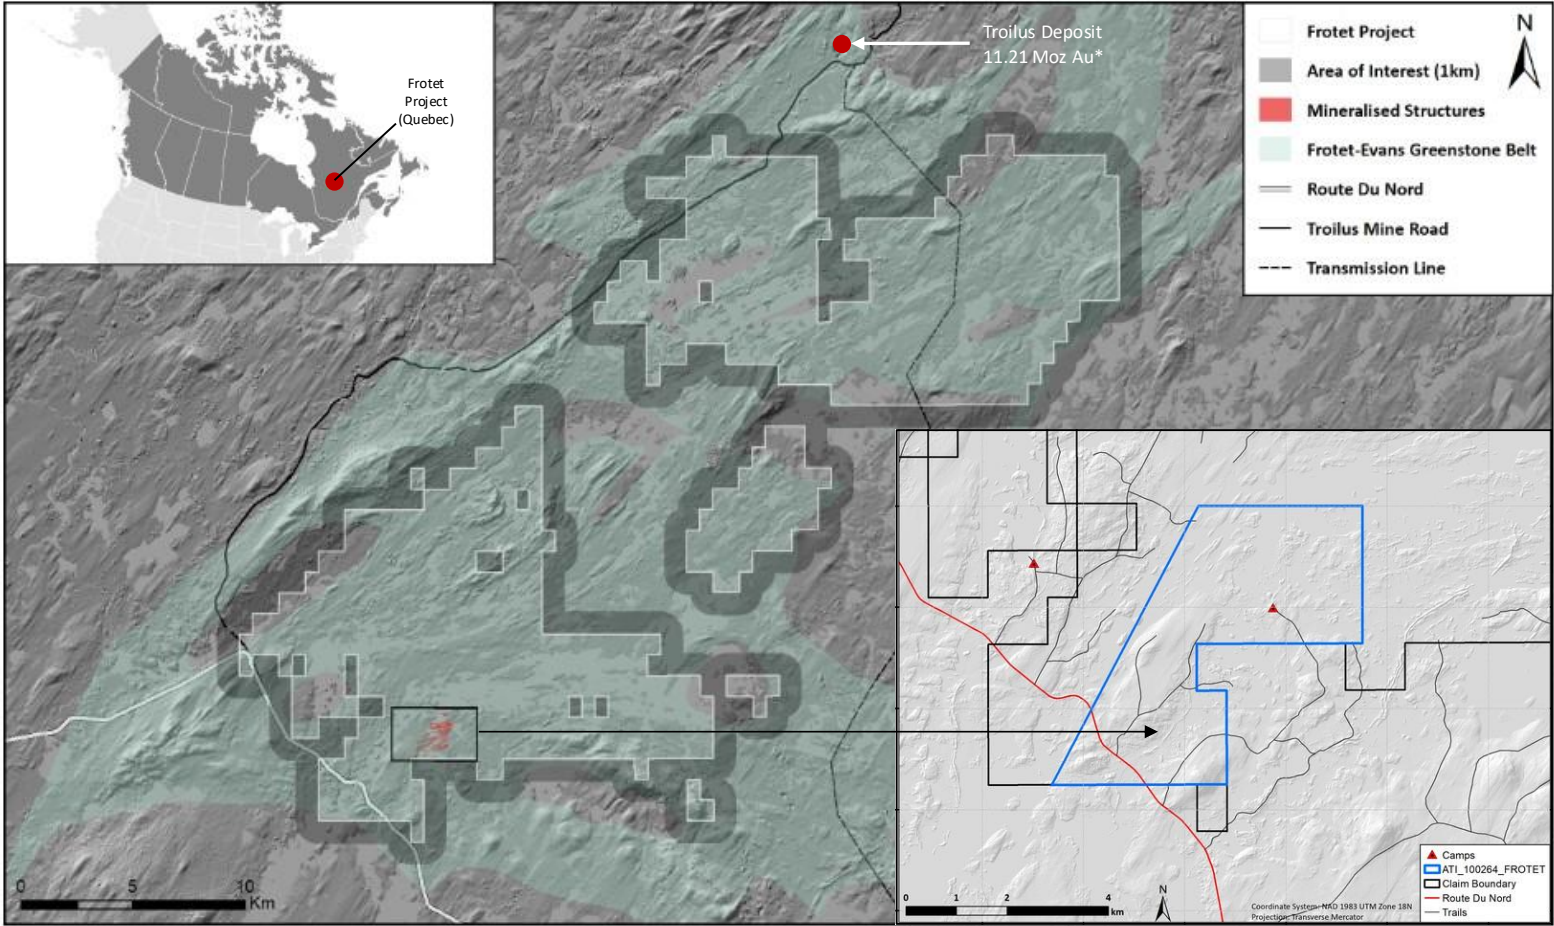 Frotet
Project
(Quebec)
Troilus Deposit
11.21 Moz Au*
N
Frotet Project
Area of Interest (1km)
Mineralised Structures
Frotet-Evans Greenstone Belt
Route Du Nord
Troilus Mine Road
Transmission Line
0 5 10
Km
Camps
ATI_100264_FROTET
Claim Boundary
Route Du Nord
Trails
0 1 2 4
km
N
Coordinate System: NAD 1983 UTM Zone 18N
Projection: Transverse Mercator